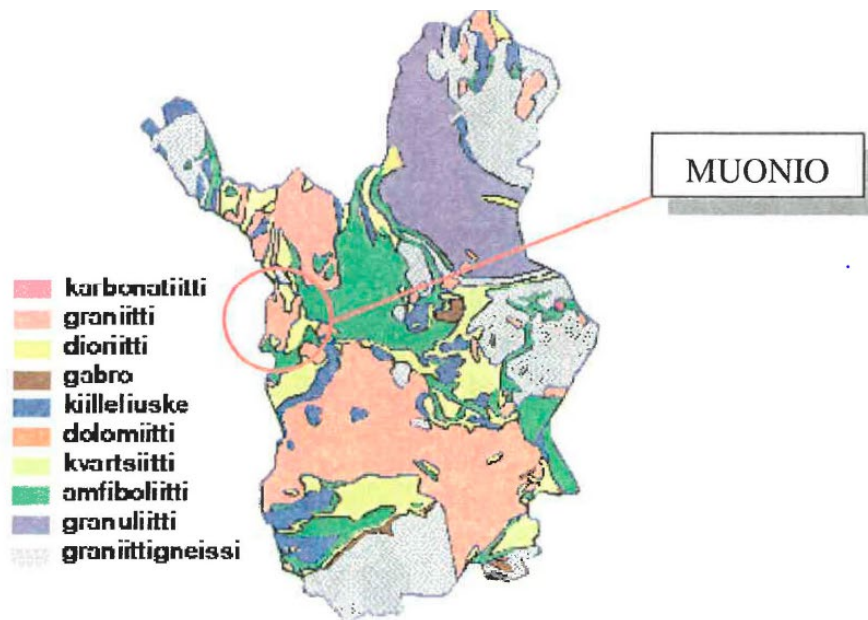 MUONIO
karbonatiitti
graniitti
dioriitti
gabro
kiilleliuske
dolomiitti
kvartsiitti
amfiboliitti
granuliitti
graniittigneissi